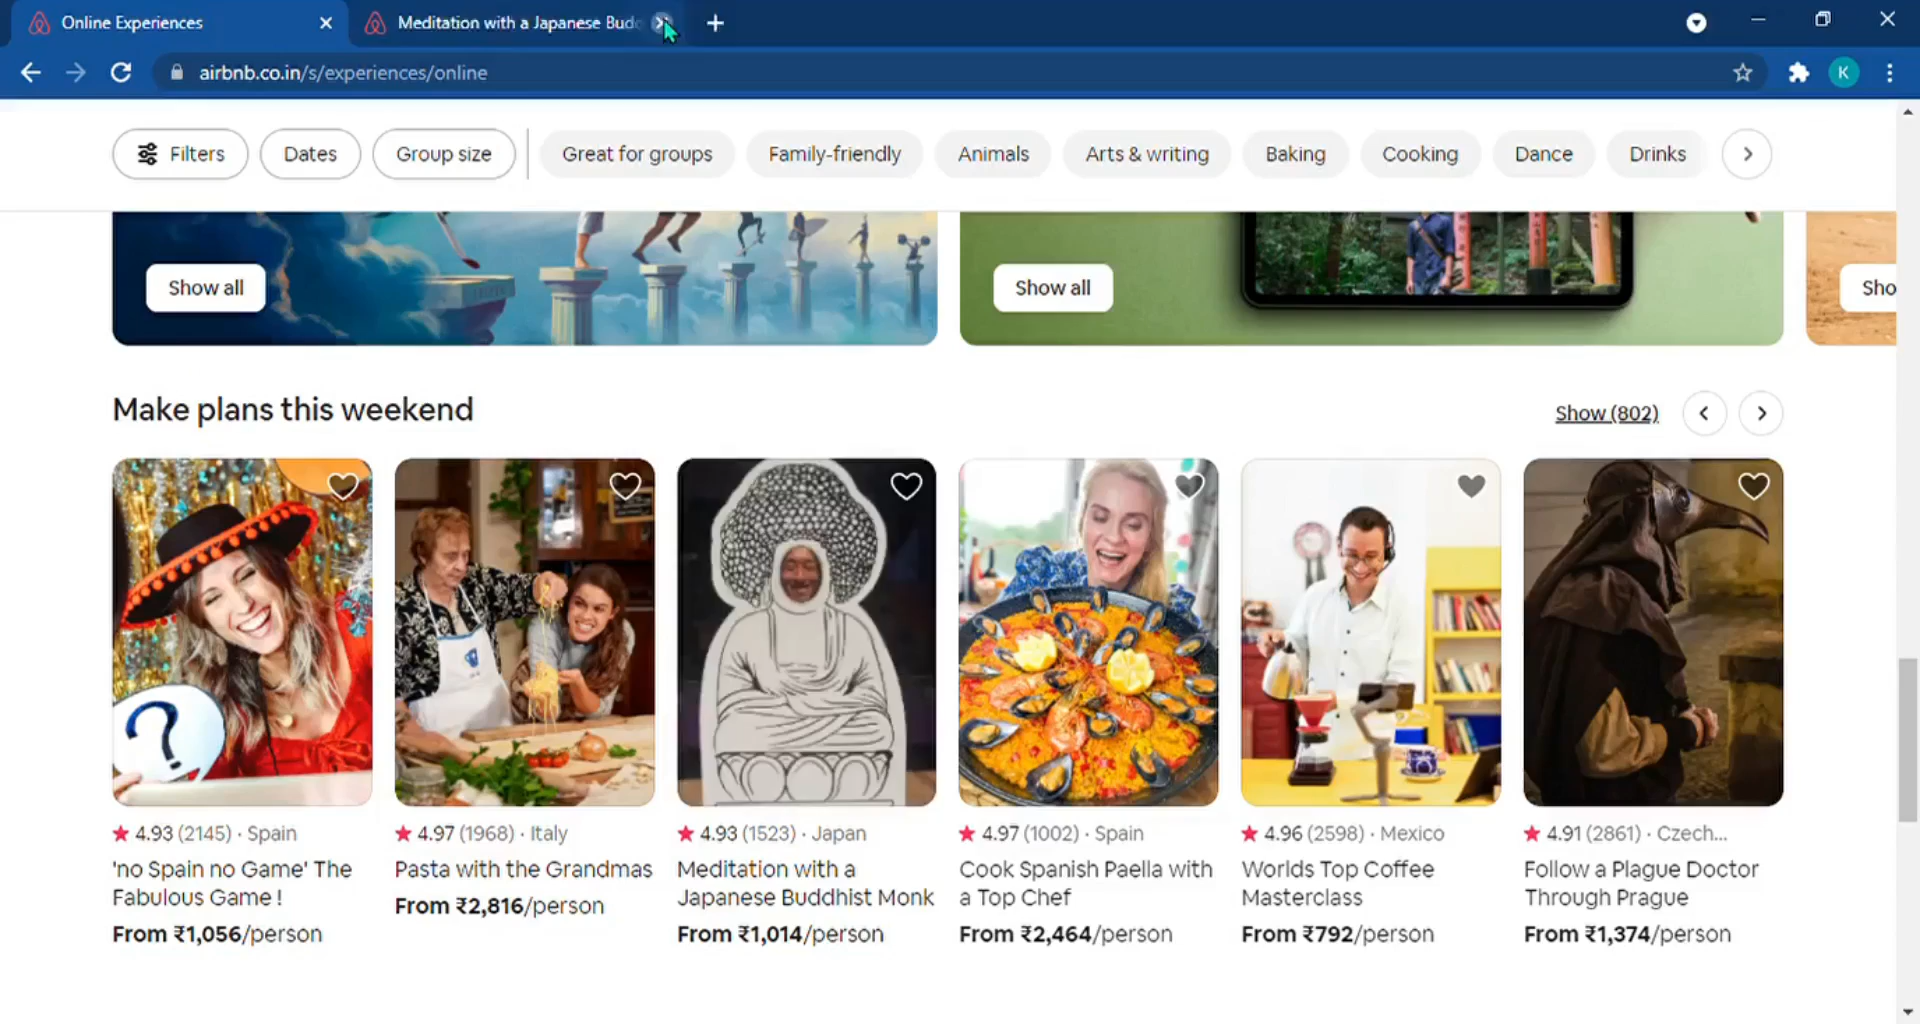 Online Experiences
Meditation with a Japanese Bud
airbnb.co.in/s/experiences/online
K
Filters
Dates
Group size
Great for groups
Family-friendly
Animals
Arts & writing
Baking
Cooking
Dance
Drinks
Show all
Show all
Sho
Make plans this weekend
Show (802)
?
4.93 (2145) · Spain
'no Spain no Game' The
Fabulous Game !
From ₹1,056/person
4.97 (1968) · Italy
Pasta with the Grandmas
From ₹2,816/person
4.93 (1523) · Japan
Meditation with a
Japanese Buddhist Monk
From ₹1,014/person
4.97 (1002) · Spain
Cook Spanish Paella with
a Top Chef
From ₹2,464/person
4.96 (2598) · Mexico
Worlds Top Coffee
Masterclass
From ₹792/person
4.91 (2861) · Czech...
Follow a Plague Doctor
Through Prague
From ₹1,374/person